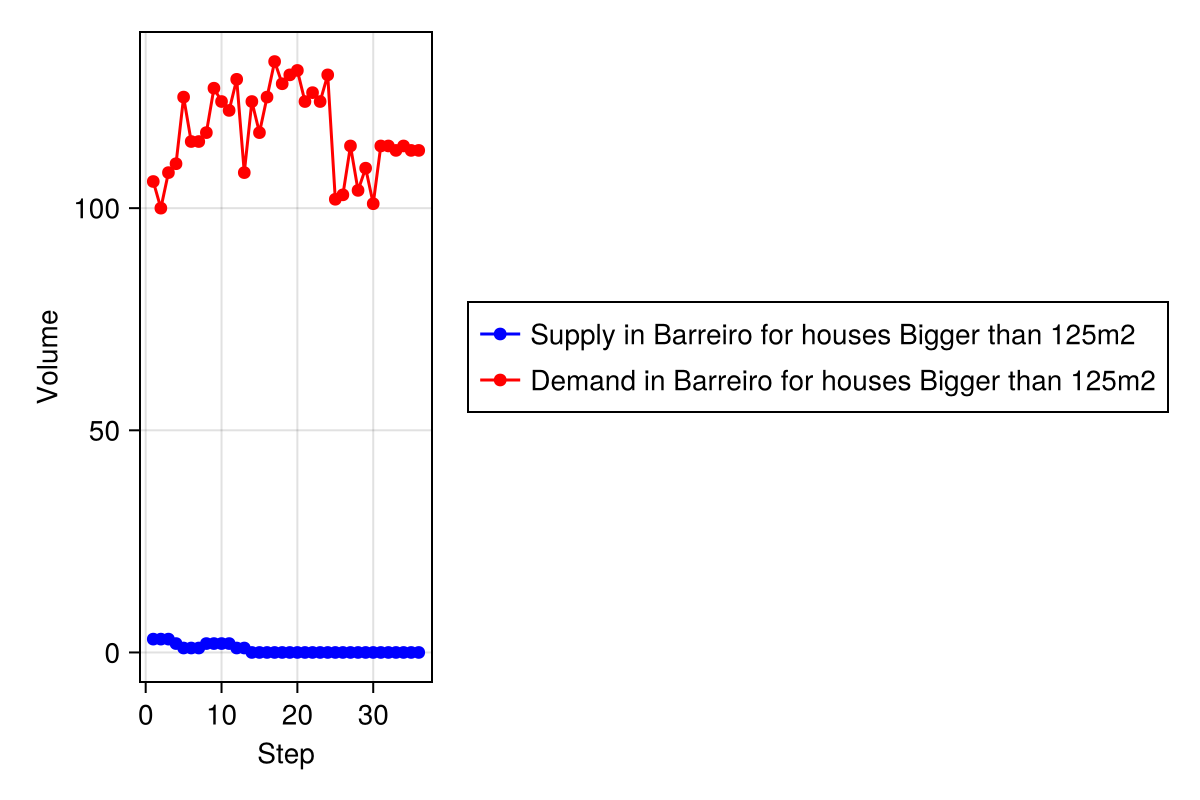 100
50
0
Volume
0 10 20 30
Step
Supply in Barreiro for houses Bigger than 125m2
Demand in Barreiro for houses Bigger than 125m2